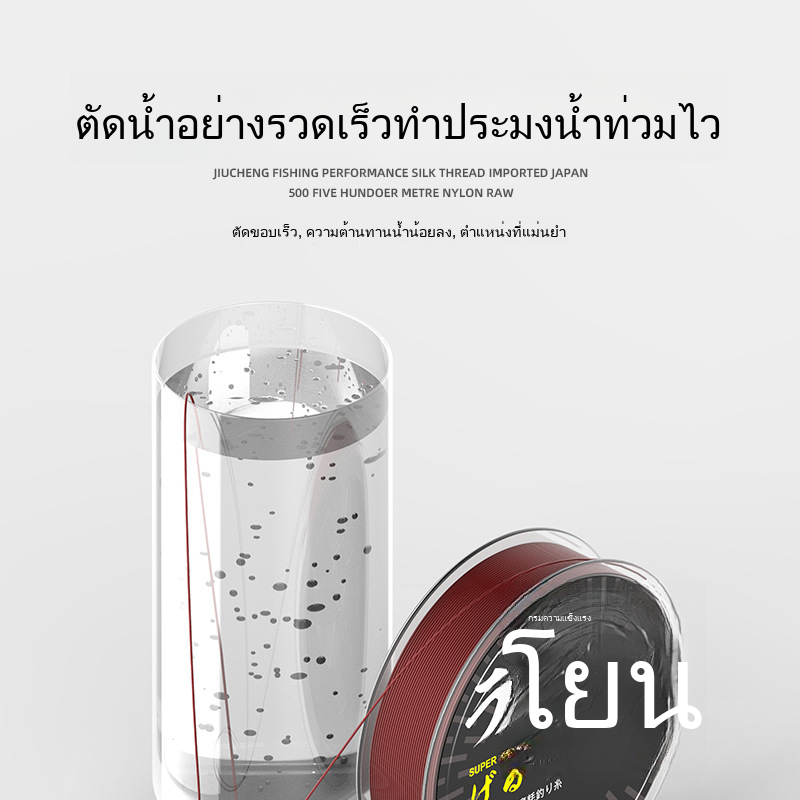 ตัดน้ำอย่างรวดเร็วทำประมงน้ำท่วมไว
JIUCHENG FISHING PERFORMANCE SILK THREAD IMPORTED JAPAN
500 FIVE HUNDOER METRE NYLON RAW
ตัดขอบเร็ว, ความต้านทานน้ำน้อยลง, ตำแหน่งที่แม่นยำ
กรมความแข็งแรง
โยน
SUPER
釣り糸